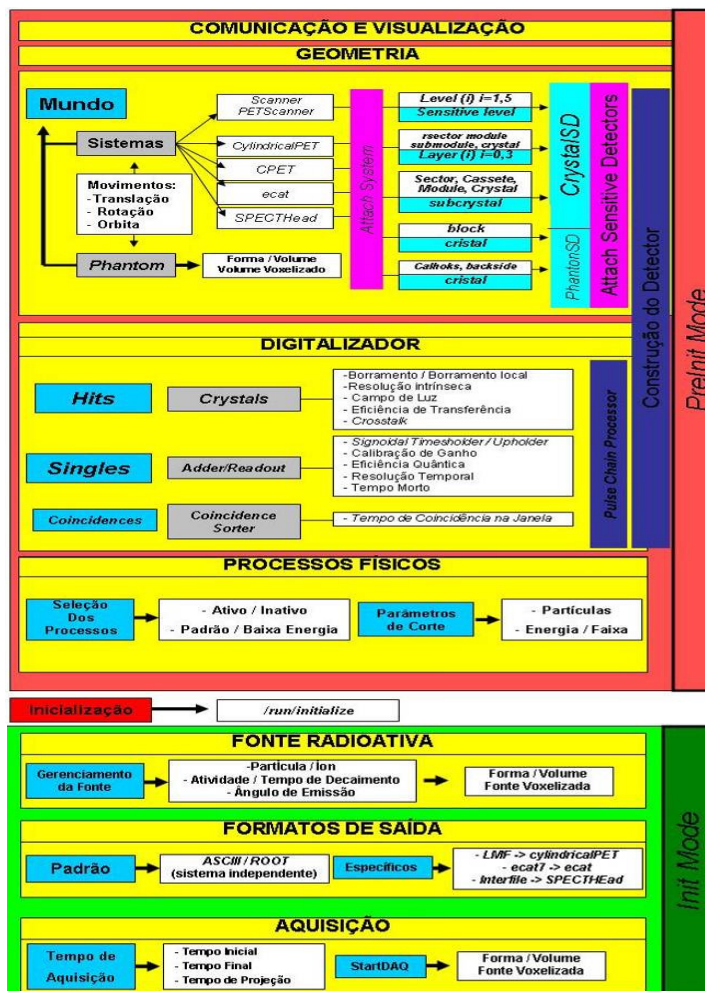 COMUNICAÇÃO E VISUALIZAÇÃO
GEOMETRIA
Mundo
Sistemas
Movimentos:
- Translação
- Rotação
- Orbita
Phantom
Scanner
PETScanner
CylindricalPET
CPET
ecat
SPECTHead
Forma / Volume
Volume Voxelizado
Attach System
Level (i) i=1,5
Sensitive level
rsector module
submodule, crystal
Layer (i) i=0,3
Sector, Cassete,
Module, Crystal
subcrystal
block
cristal
Calhoks, backside
cristal
CrystalSD
PhantonSD
Attach Sensitive Detectors
Construção do Detector
PreInit Mode
DIGITALIZADOR
Hits
Crystals
-Borramento / Borramento local
-Resolução intrínseca
- Campo de Luz
- Eficiência de Transferência
- Crosstalk
Singles
Adder/Readout
- Signoidal Timesholder / Upholder
- Calibração de Ganho
- Eficiência Quântica
- Resolução Temporal
- Tempo Morto
Coincidences
Coincidence
Sorter
- Tempo de Coincidência na Janela
Pulse Chain Processor
PROCESSOS FÍSICOS
Seleção
Dos
Processos
- Ativo / Inativo
- Padrão / Baixa Energia
Parâmetros
de Corte
- Partículas
- Energia / Faixa
Inicialização
/run/initialize
FONTE RADIOATIVA
Gerenciamento
da Fonte
-Partícula / Íon
- Atividade / Tempo de Decaimento
- Ângulo de Emissão
Forma / Volume
Fonte Voxelizada
FORMATOS DE SAÍDA
Padrão
ASCIII / ROOT
(sistema independente)
Específicos
- LMF -> cylindricalPET
- ecat7 -> ecat
- Interfile -> SPECTHEad
AQUISIÇÃO
Tempo de
Aquisição
- Tempo Inicial
- Tempo Final
- Tempo de Projeção
StartDAQ
Forma / Volume
Fonte Voxelizada
Init Mode